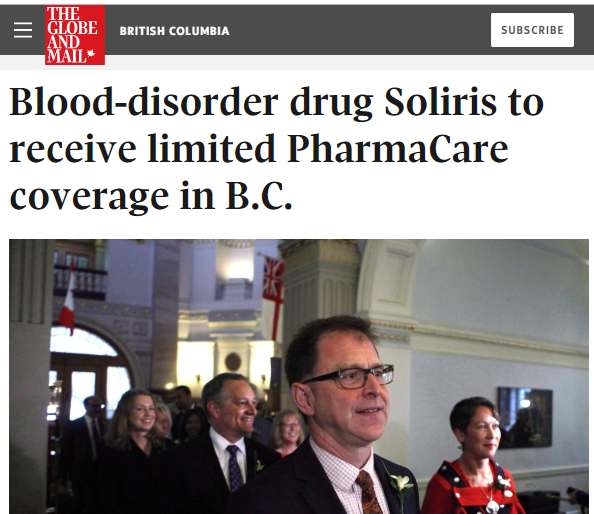 THE
GLOBE
AND
MAIL
BRITISH COLUMBIA
SUBSCRIBE
Blood-disorder drug Soliris to
receive limited PharmaCare
coverage in B.C.